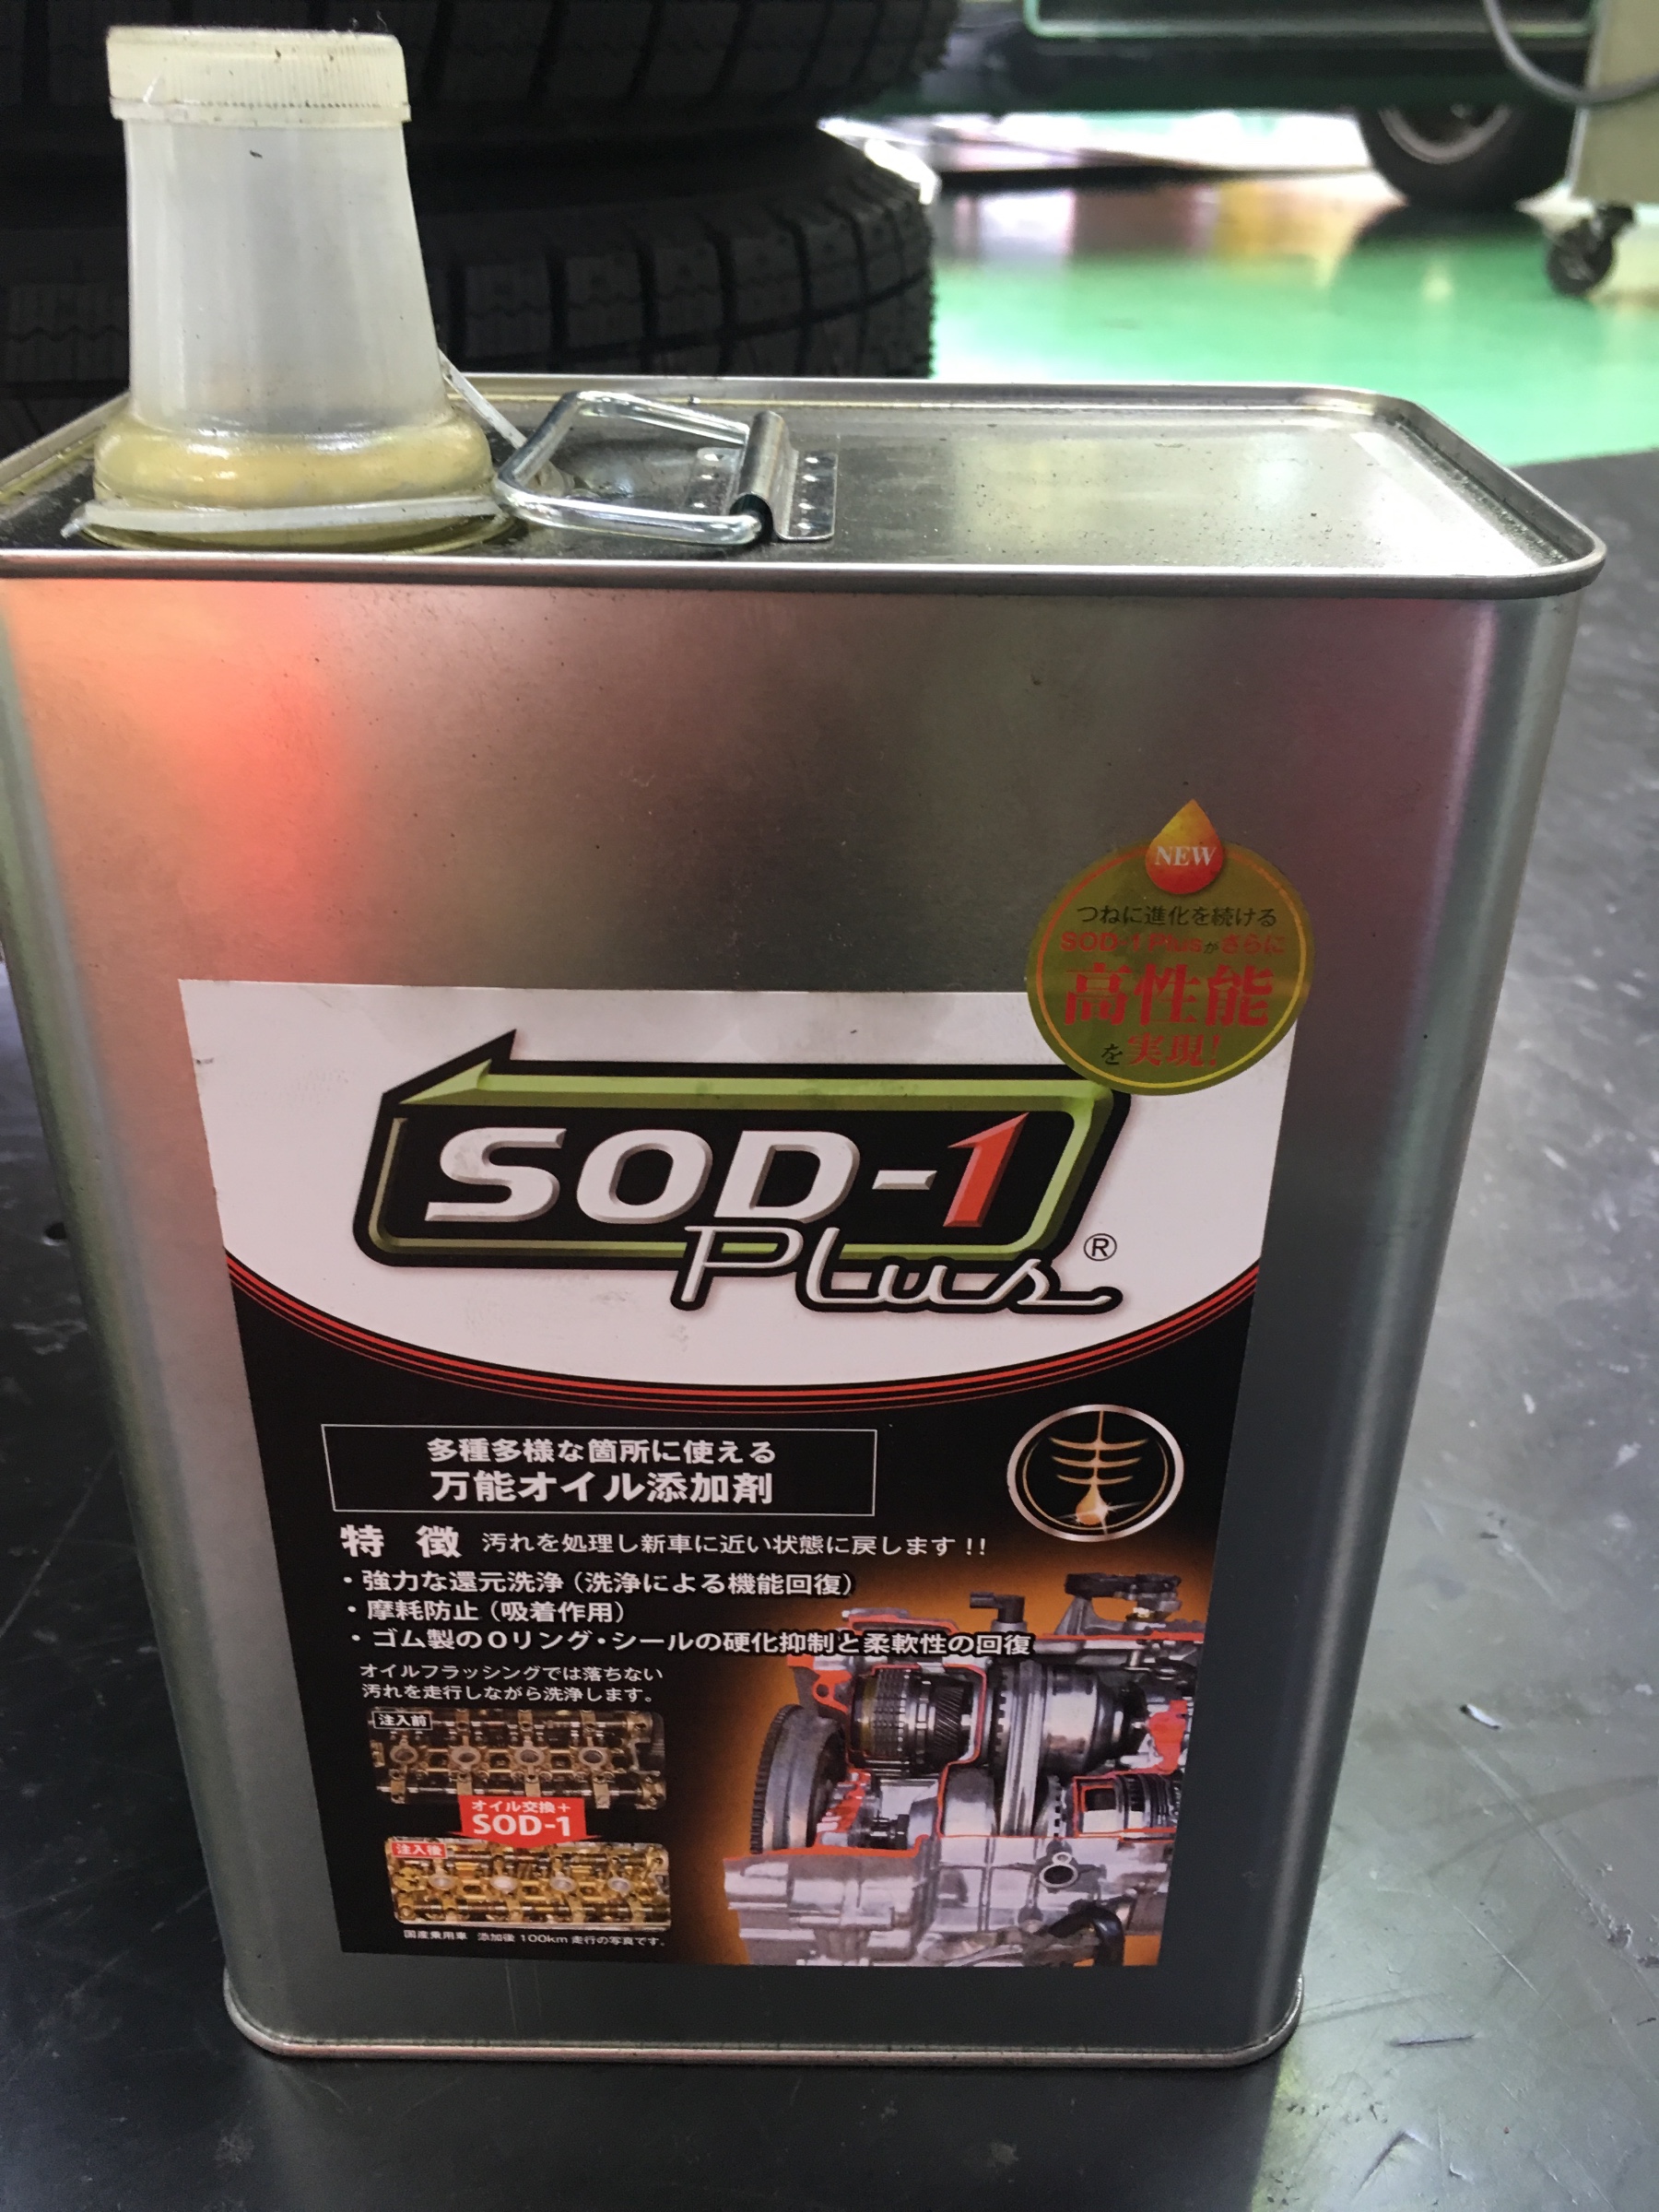 NEW
つねに進化を続ける
SOD-1 Plusがさらに
高性能
を実現!
SOD-1
Plus®
多種多様な箇所に使える
万能オイル添加剤
特 徴 汚れを処理し新車に近い状態に戻します!!
・強力な還元洗浄(洗浄による機能回復)
・摩耗防止(吸着作用)
・ゴム製のOリング・シールの硬化抑制と柔軟性の回復
オイルフラッシングでは落ちない
汚れを走行しながら洗浄します。
注入前
オイル交換+
SOD-1
注入後
国産乗用車 添加後 100km 走行の写真です。